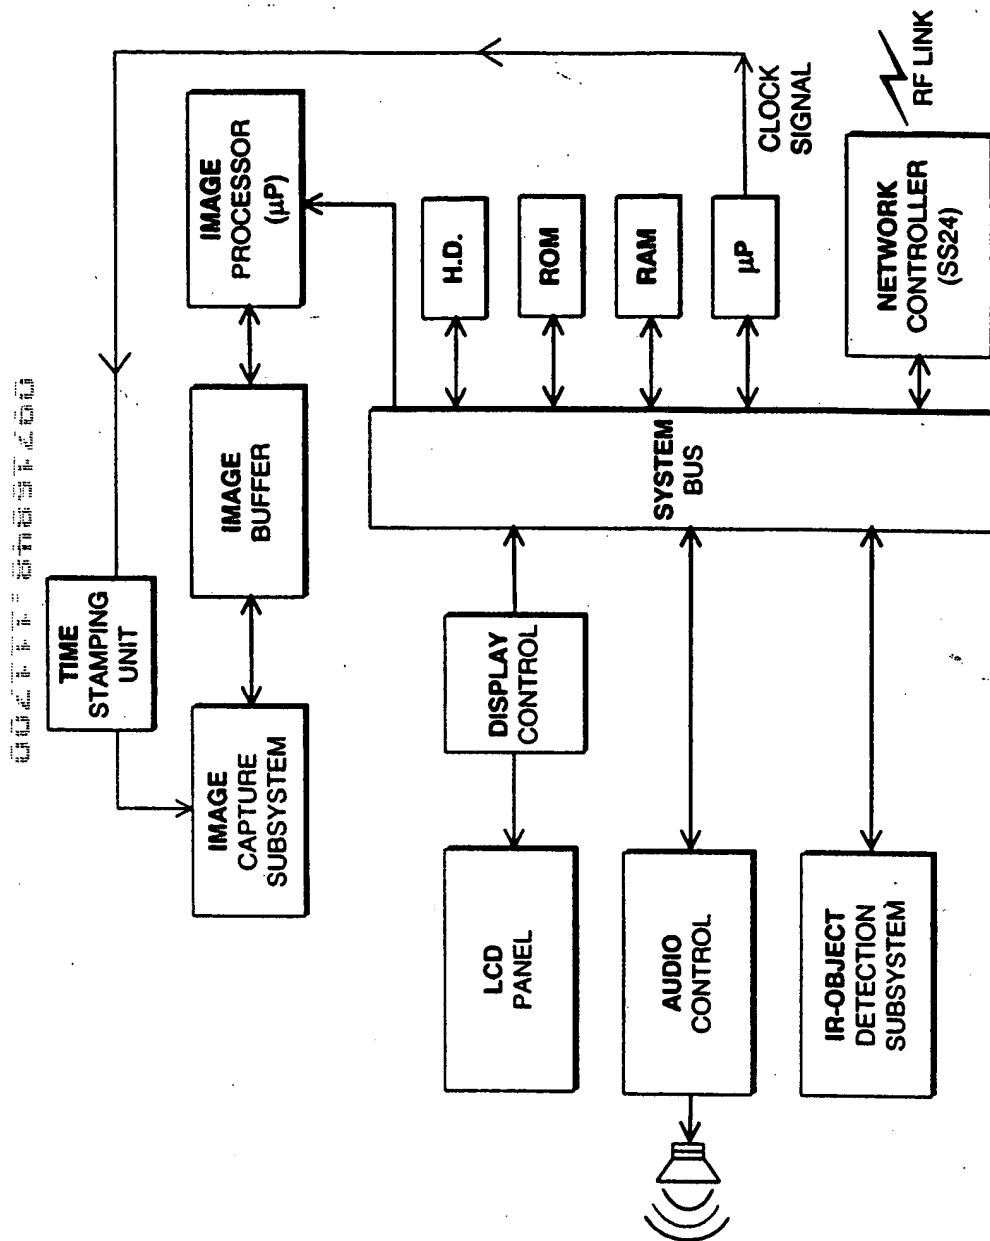 TIME
STAMPING
UNIT
IMAGE
CAPTURE
SUBSYSTEM
IMAGE
BUFFER
IMAGE
PROCESSOR
(μP)
LCD
PANEL
DISPLAY
CONTROL
H.D.
ROM
RAM
μP
CLOCK
SIGNAL
SYSTEM
BUS
AUDIO
CONTROL
IR-OBJECT
DETECTION
SUBSYSTEM
NETWORK
CONTROLLER
(SS24)
RF LINK